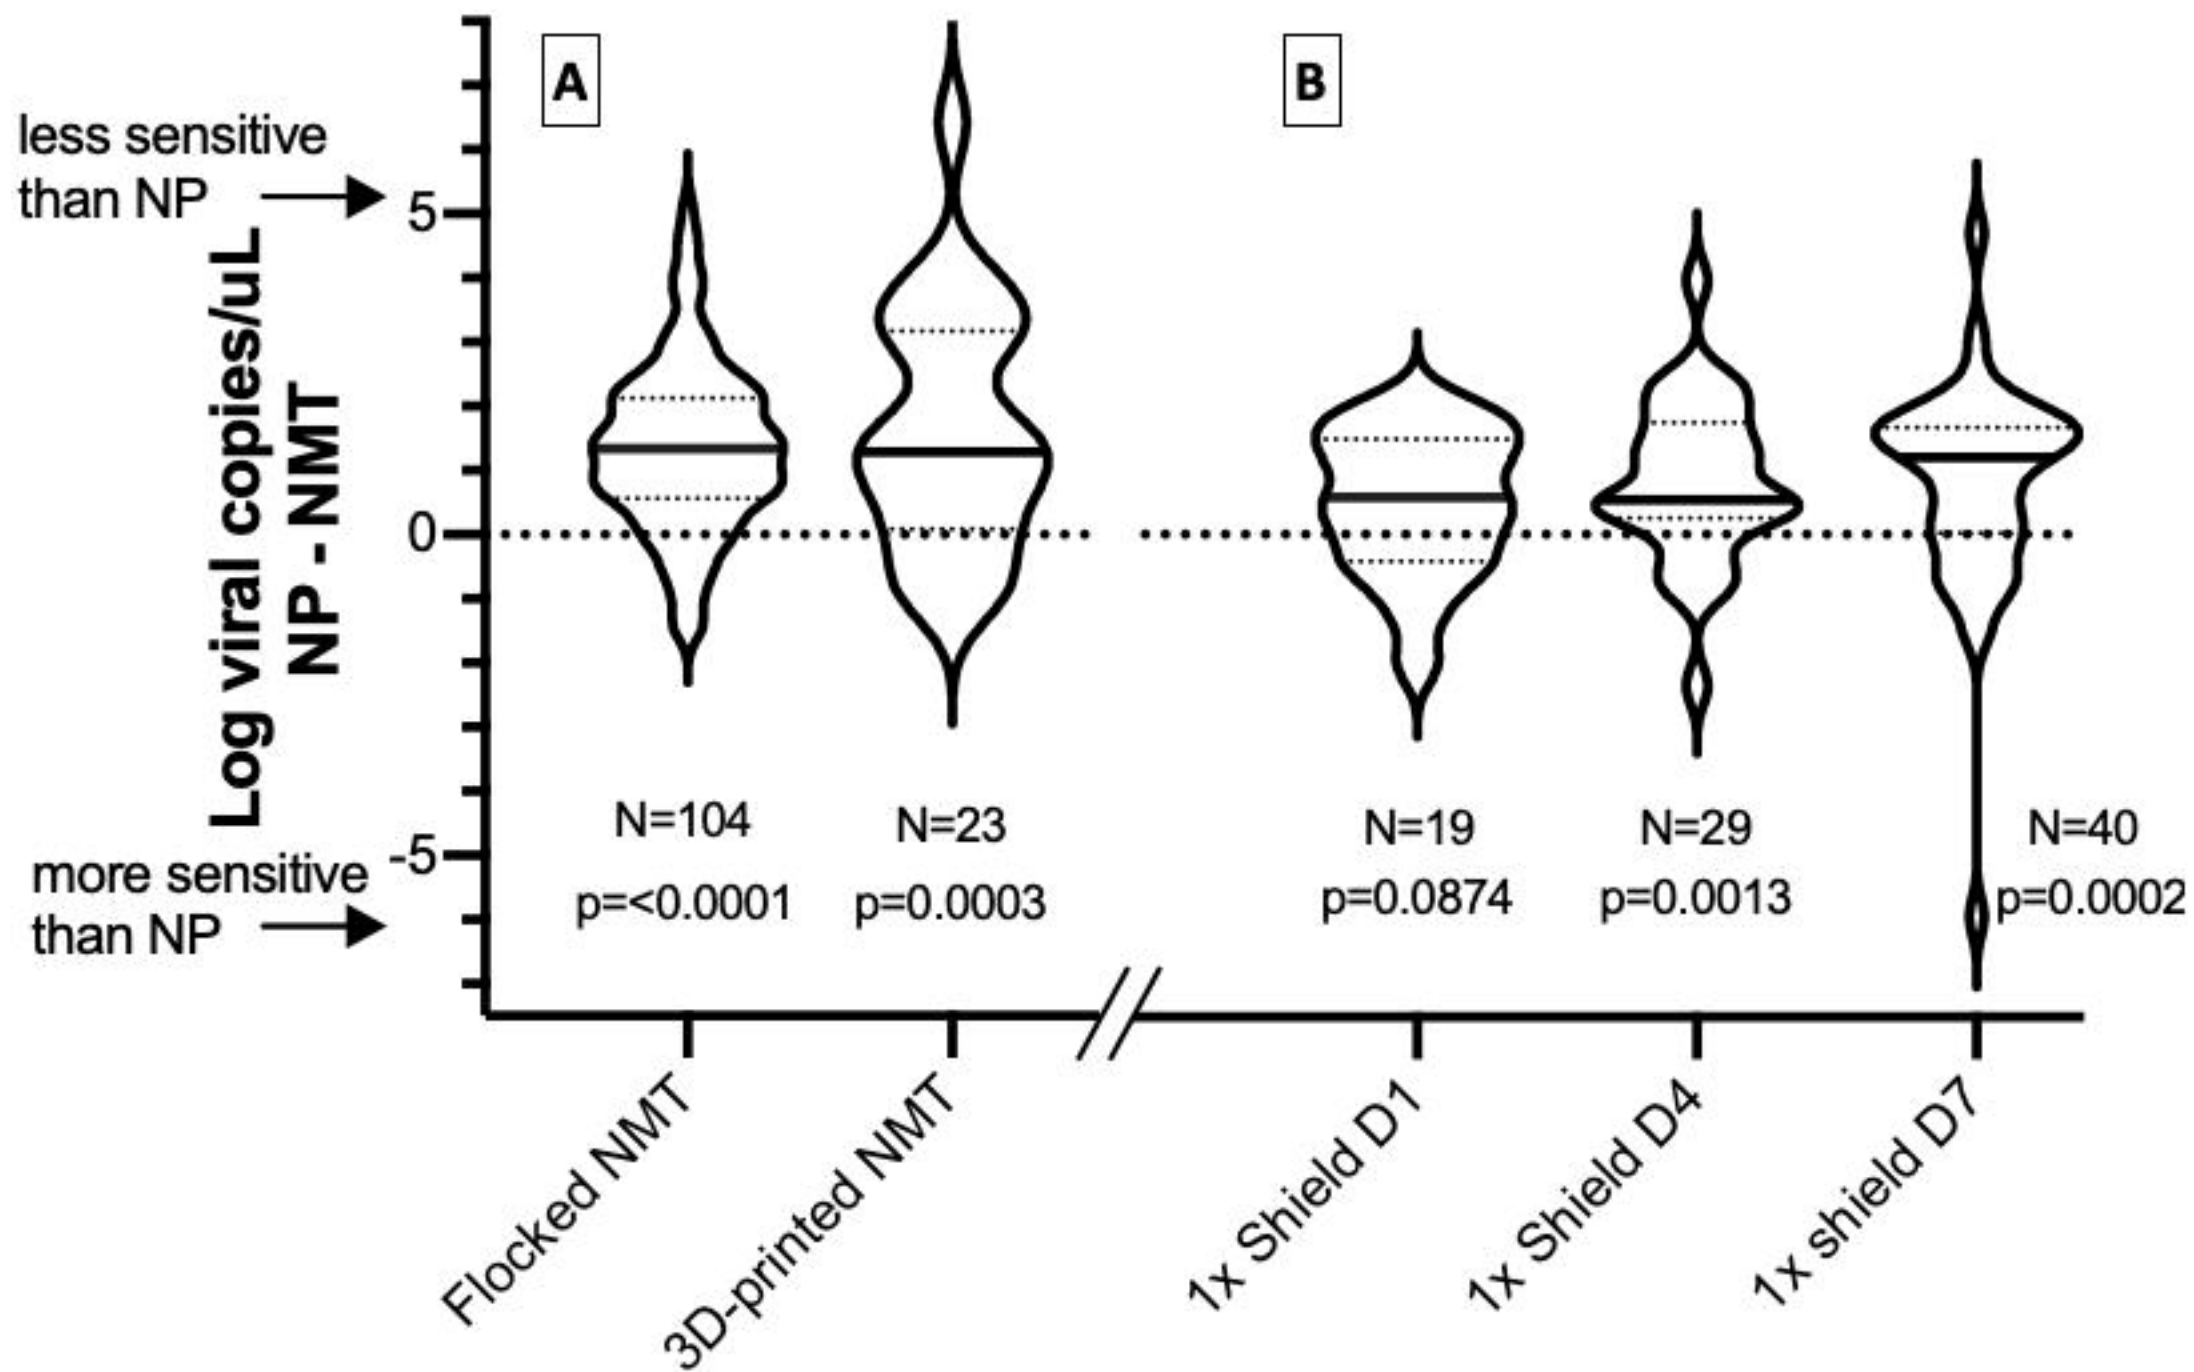 A
B
less sensitive
than NP
5
0
-5
Log viral copies/uL
NP - NMT
more sensitive
than NP
N=104
p=<0.0001
N=23
p=0.0003
N=19
p=0.0874
N=29
p=0.0013
N=40
p=0.0002
Flocked NMT
3D-printed NMT
1x Shield D1
1x Shield D4
1x shield D7